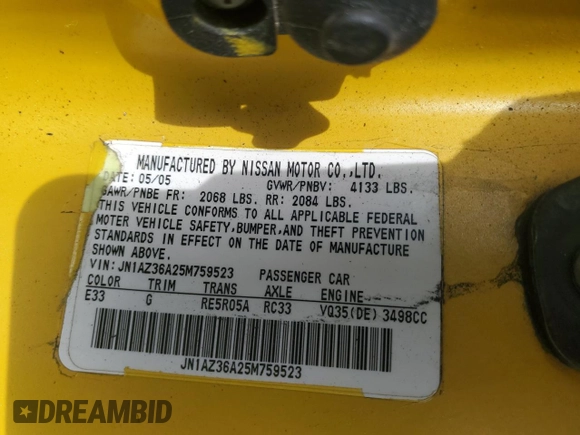 MANUFACTURED BY NISSAN MOTOR CO.,LTD.
DATE: 05/05 GVWR/PNBV: 4133 LBS.
GAWR/PNBE FR: 2068 LBS. RR: 2084 LBS.
THIS VEHICLE CONFORMS TO ALL APPLICABLE FEDERAL
MOTER VEHICLE SAFETY,BUMPER,AND THEFT PREVENTION
STANDARDS IN EFFECT ON THE DATE OF MANUFACTURE
SHOWN ABOVE.
VIN: JN1AZ36A25M759523 PASSENGER CAR
COLOR TRIM TRANS AXLE ENGINE
E33 G RE5R05A RC33 VQ35(DE) 3498CC
JN1AZ36A25M759523
DREAMBID